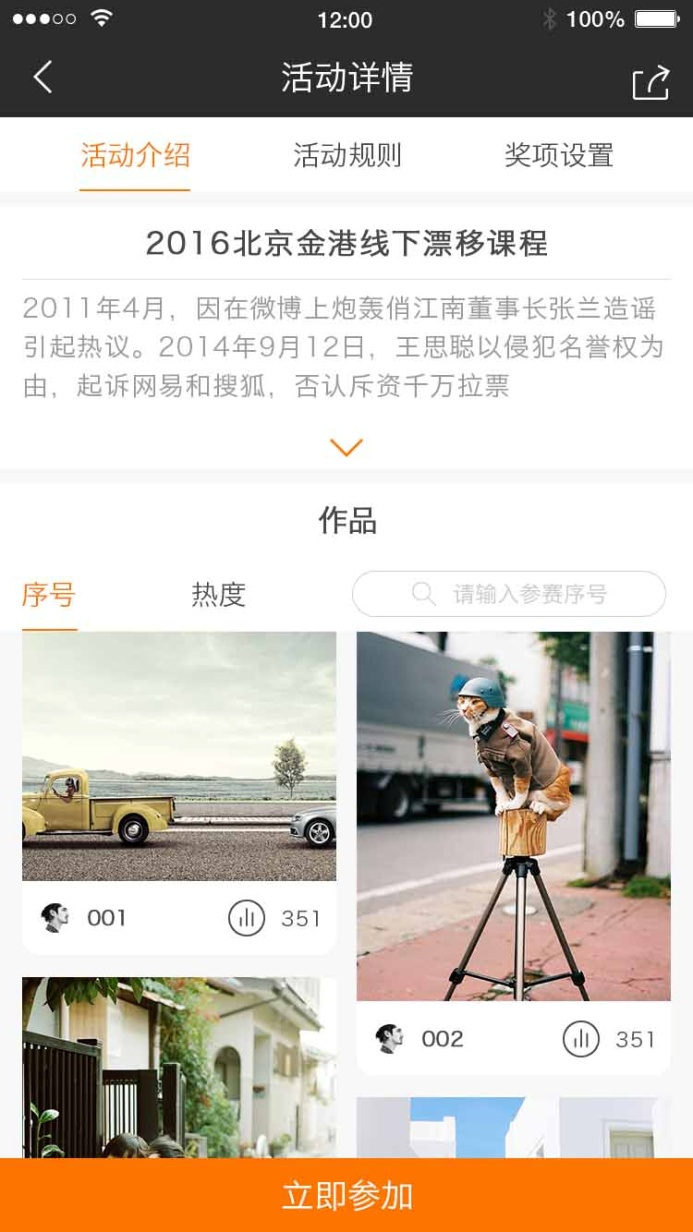 12:00
100%
活动详情
活动介绍
活动规则
奖项设置
2016北京金港线下漂移课程
2011年4月，因在微博上炮轰俏江南董事长张兰造谣
引起热议。2014年9月12日，王思聪以侵犯名誉权为
由，起诉网易和搜狐，否认斥资千万拉票
作品
序号
热度
请输入参赛序号
001
351
002
351
立即参加